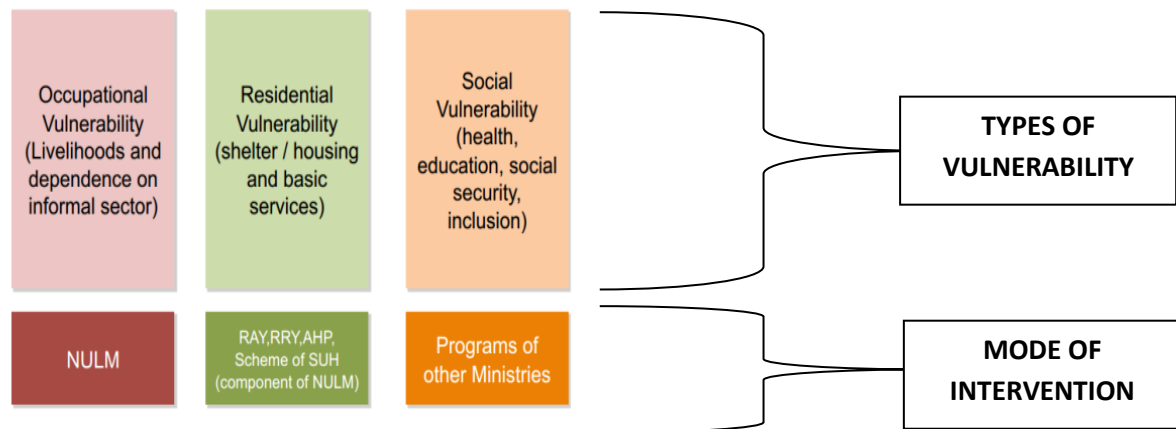 Occupational
Vulnerability
(Livelihoods and
dependence on
informal sector)
Residential
Vulnerability
(shelter / housing
and basic
services)
Social
Vulnerability
(health,
education, social
security,
inclusion)
TYPES OF
VULNERABILITY
NULM
RAY,RRY,AHP,
Scheme of SUH
(component of NULM)
Programs of
other Ministries
MODE OF
INTERVENTION